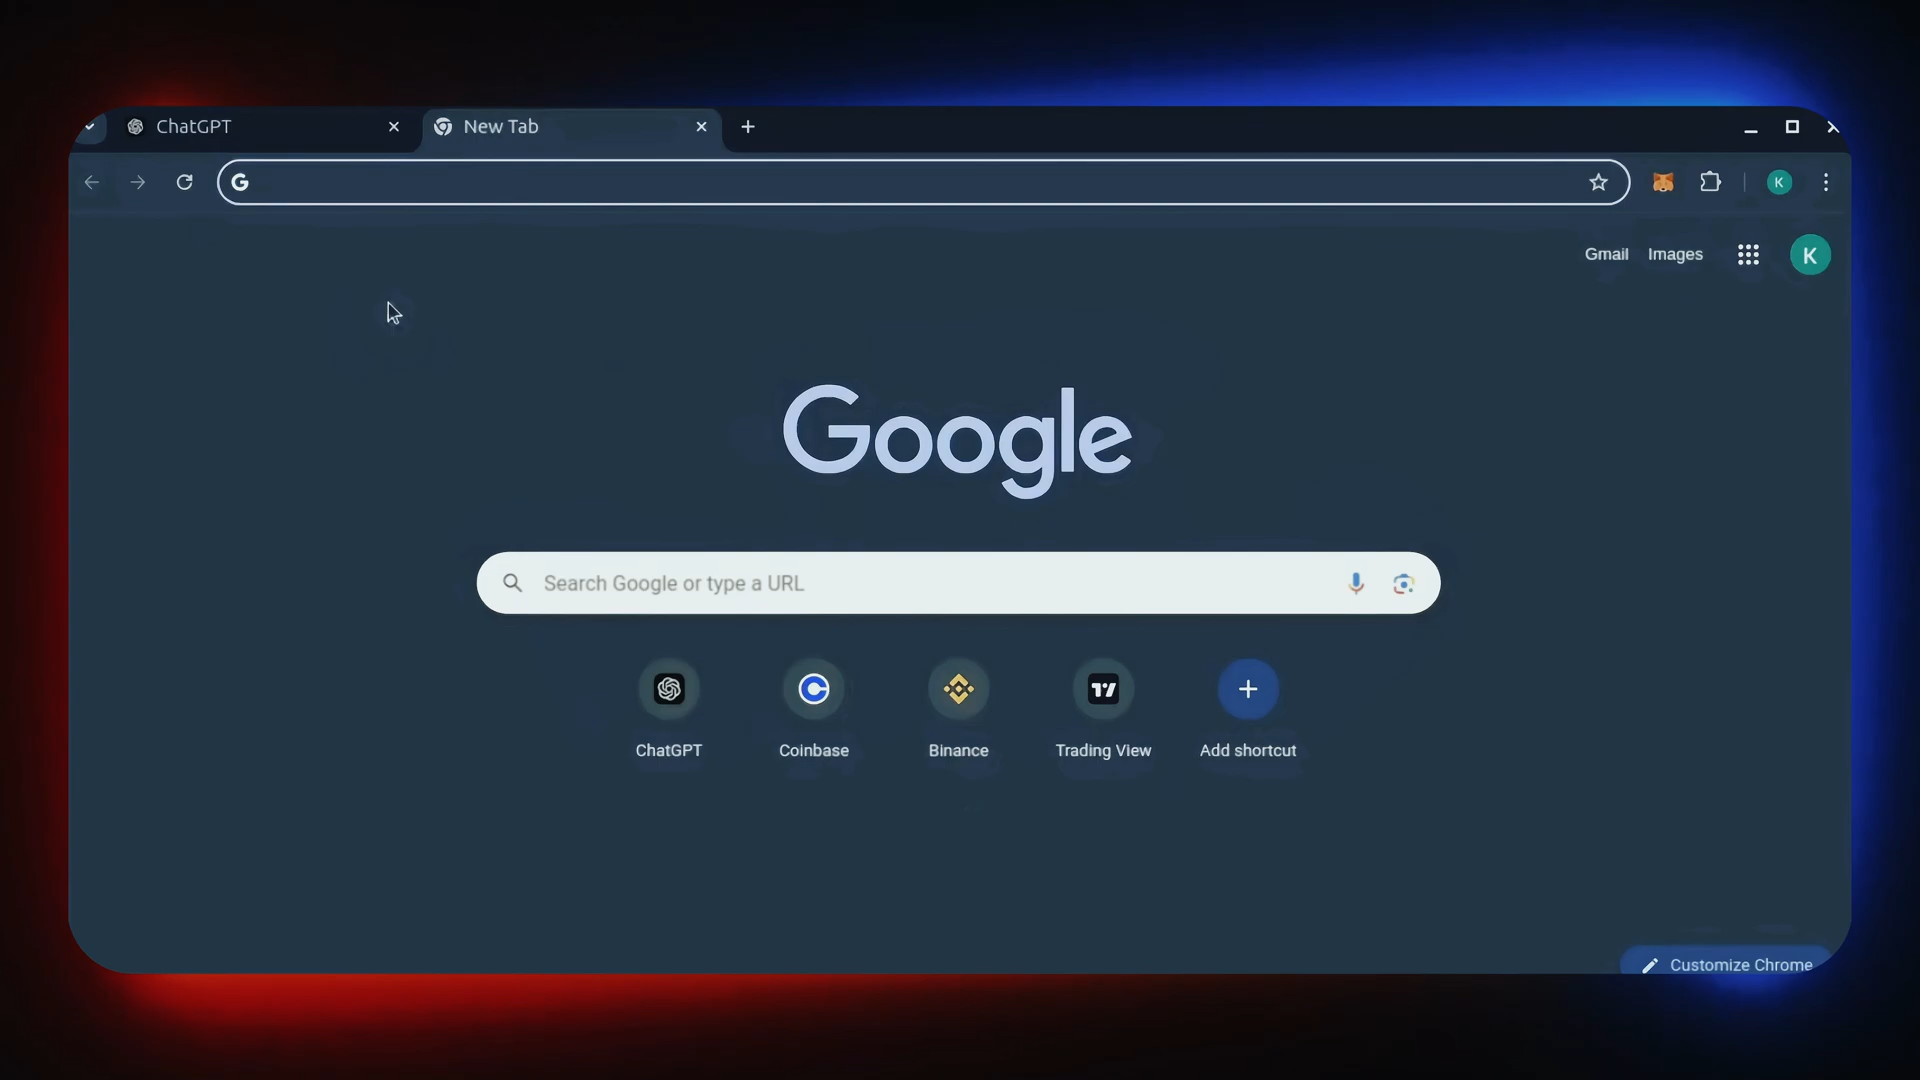 ChatGPT
New Tab
Gmail Images
K
Google
Search Google or type a URL
ChatGPT Coinbase Binance Trading View Add shortcut
Customize Chrome